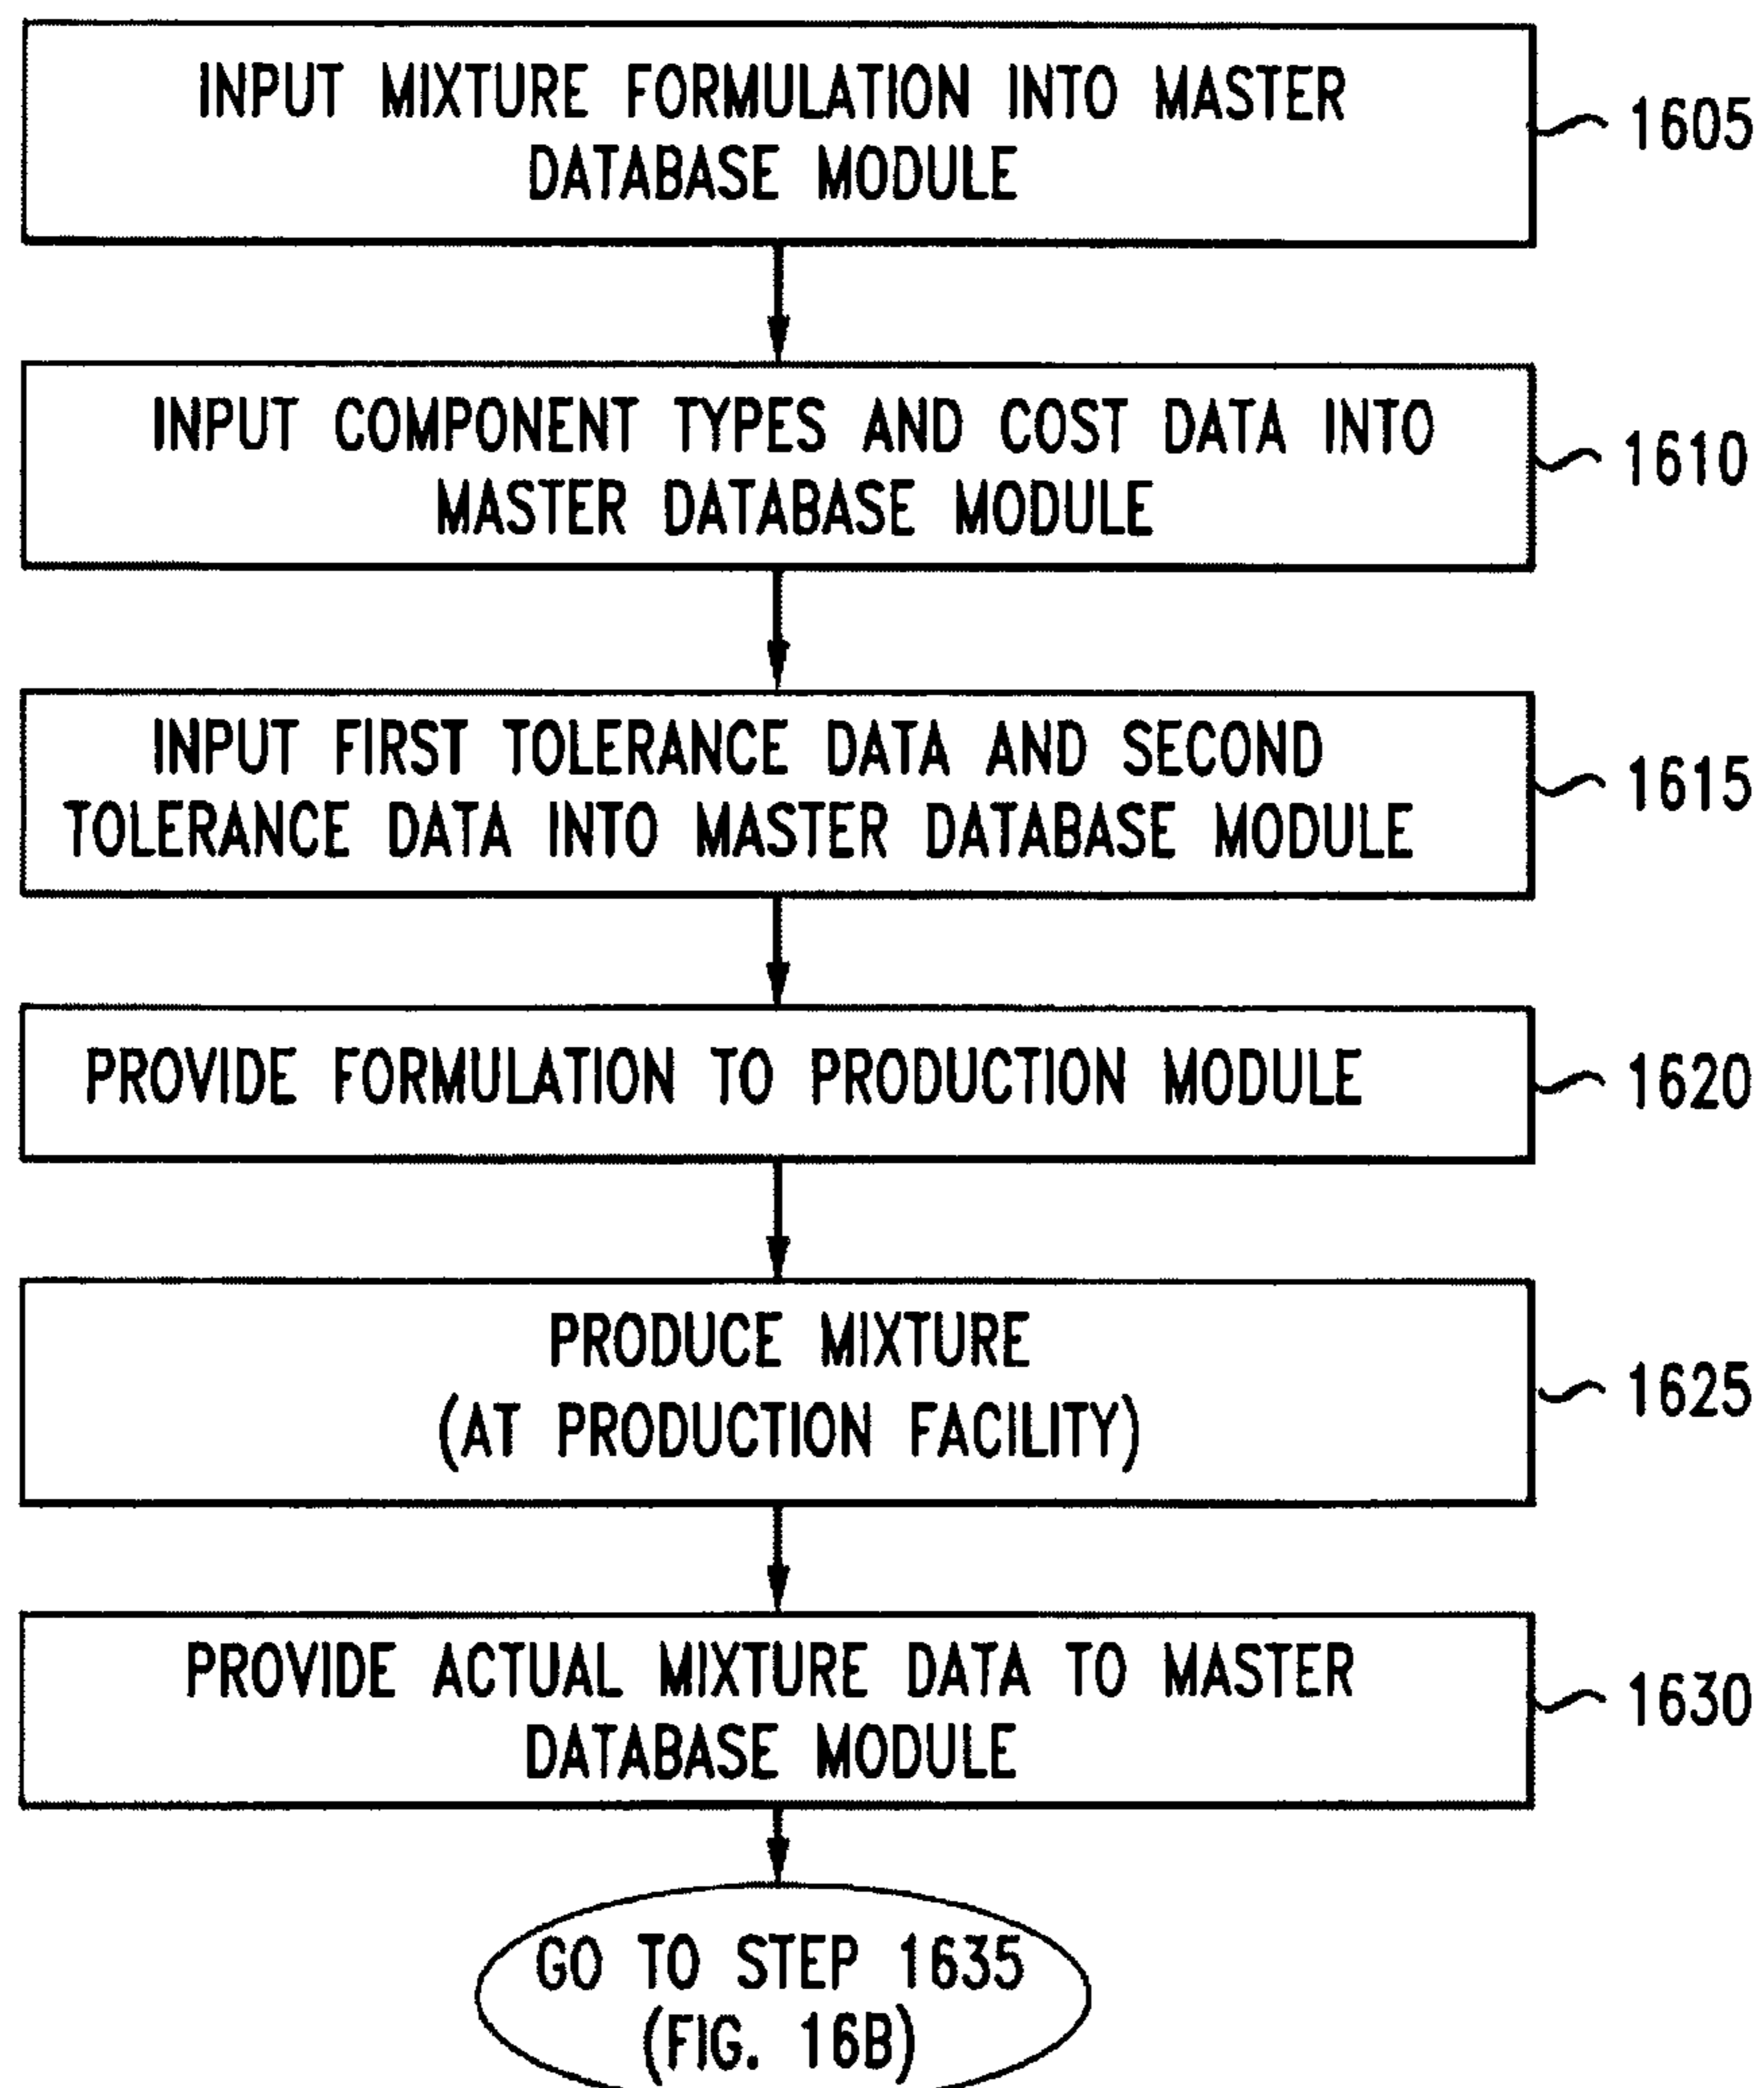 INPUT MIXTURE FORMULATION INTO MASTER
DATABASE MODULE
1605
INPUT COMPONENT TYPES AND COST DATA INTO
MASTER DATABASE MODULE
1610
INPUT FIRST TOLERANCE DATA AND SECOND
TOLERANCE DATA INTO MASTER DATABASE MODULE
1615
PROVIDE FORMULATION TO PRODUCTION MODULE
1620
PRODUCE MIXTURE
(AT PRODUCTION FACILITY)
1625
PROVIDE ACTUAL MIXTURE DATA TO MASTER
DATABASE MODULE
1630
GO TO STEP 1635
(FIG. 16B)